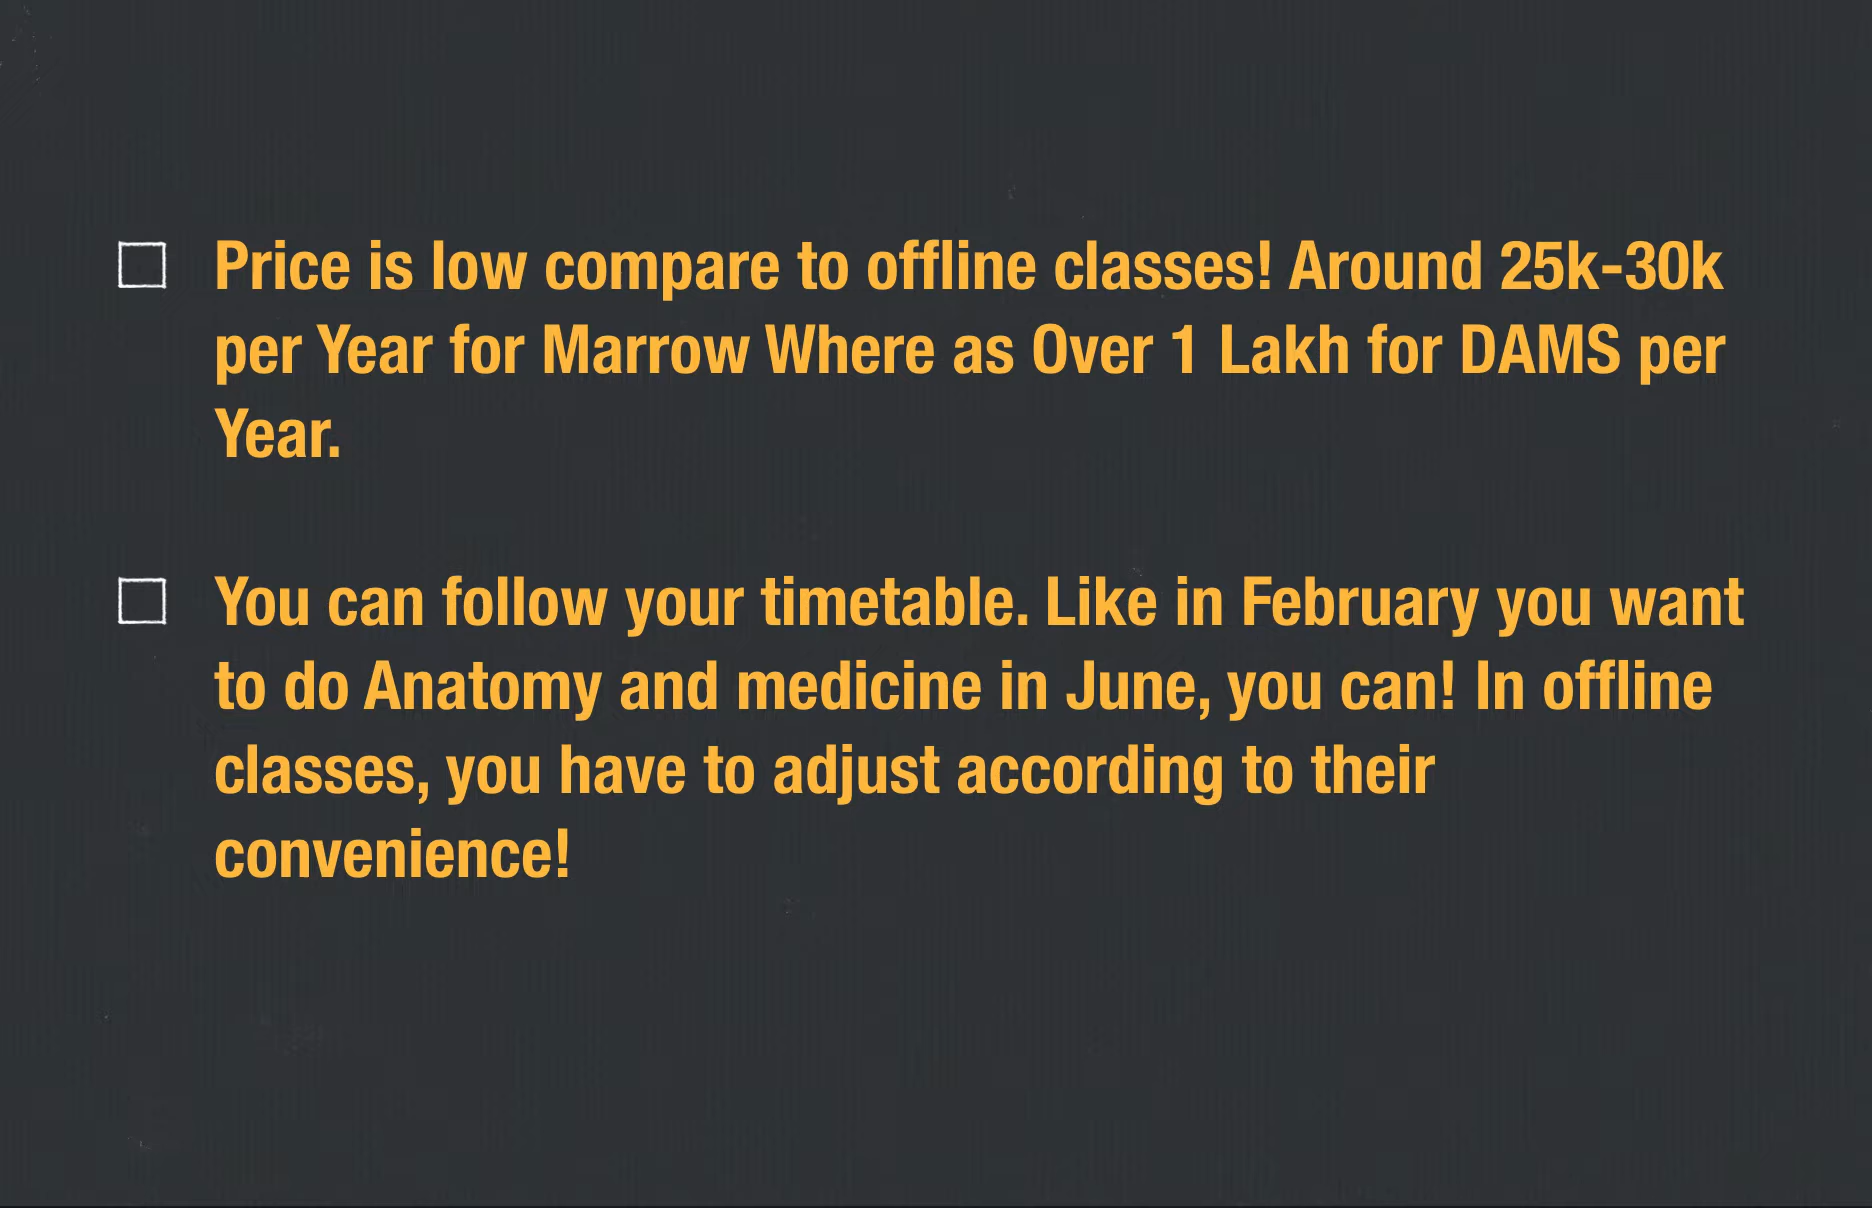 Price is low compare to offline classes! Around 25k-30k
per Year for Marrow Where as Over 1 Lakh for DAMS per
Year.
You can follow your timetable. Like in February you want
to do Anatomy and medicine in June, you can! In offline
classes, you have to adjust according to their
convenience!